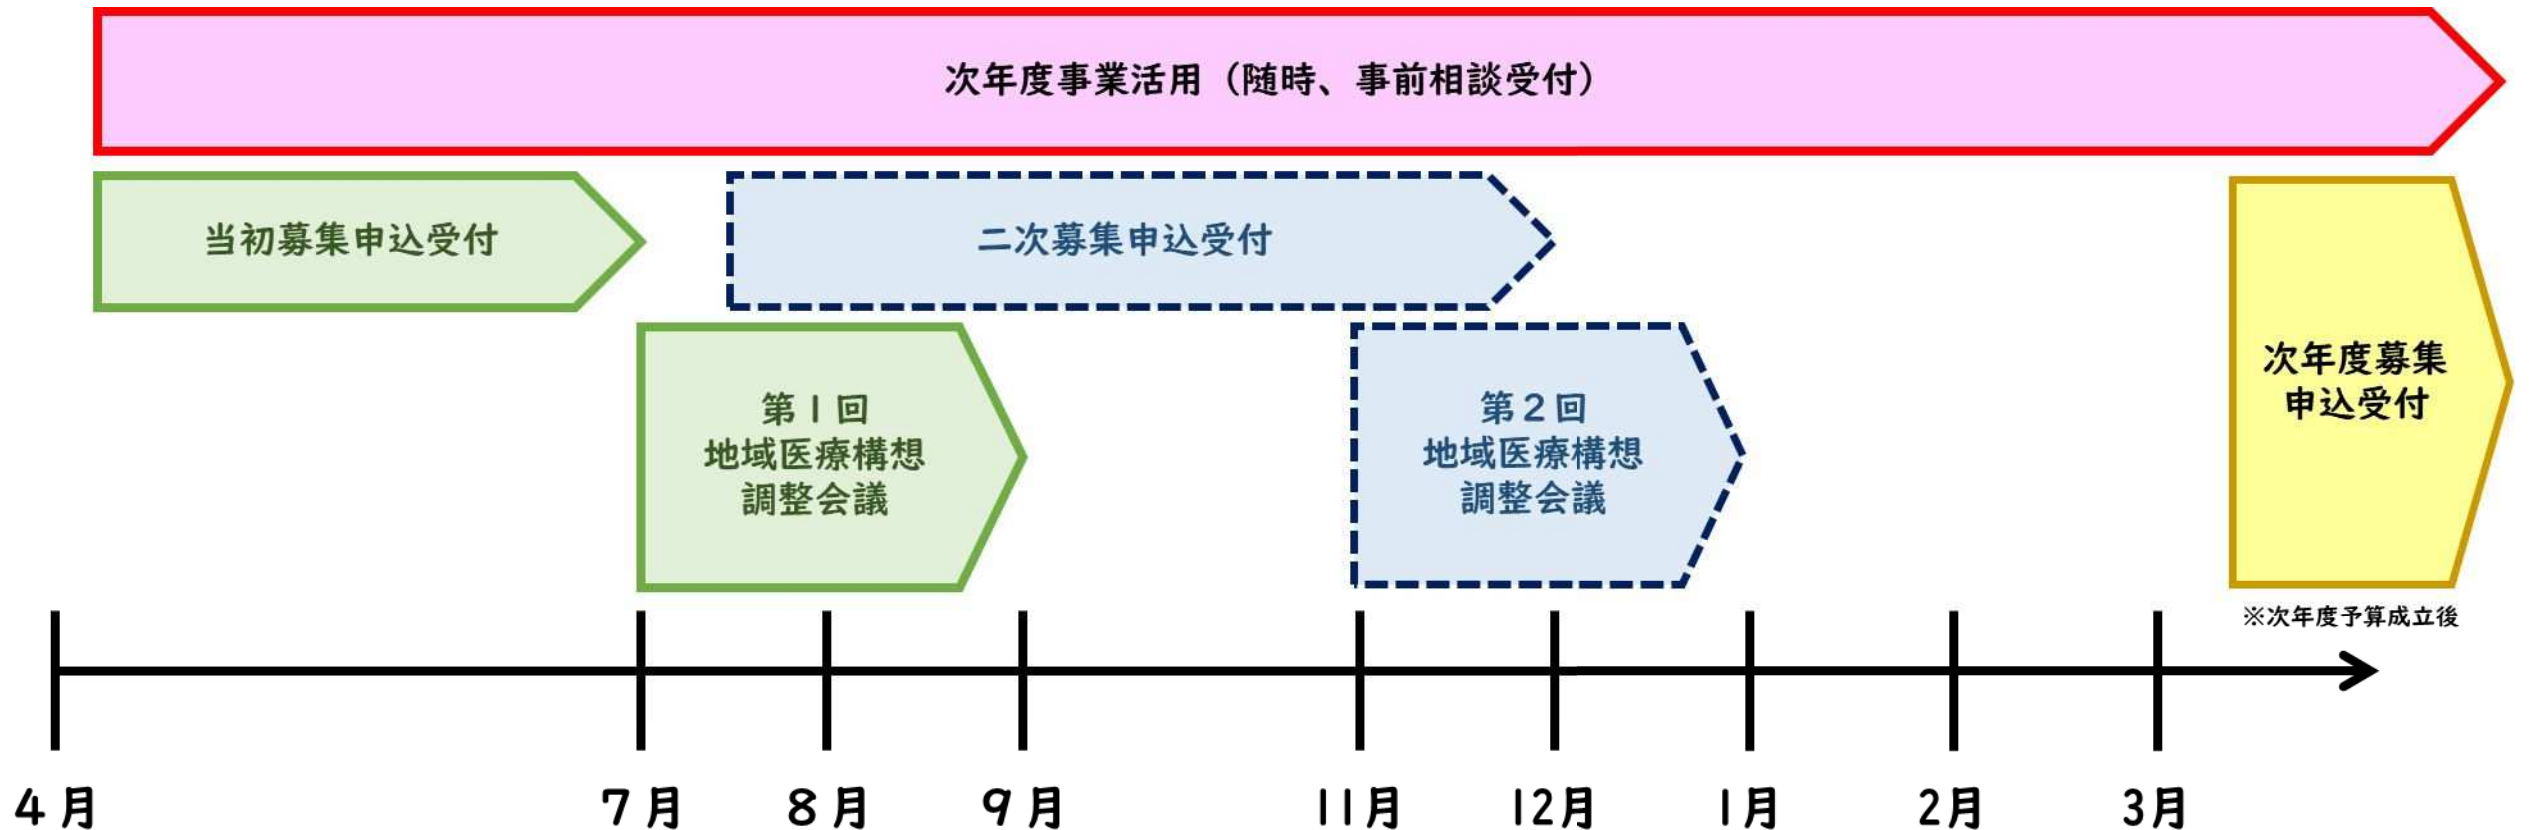 次年度事業活用（随時、事前相談受付）
当初募集申込受付
二次募集申込受付
第１回
地域医療構想
調整会議
第２回
地域医療構想
調整会議
次年度募集
申込受付
※次年度予算成立後
４月
７月
８月
９月
11月
12月
1月
2月
3月